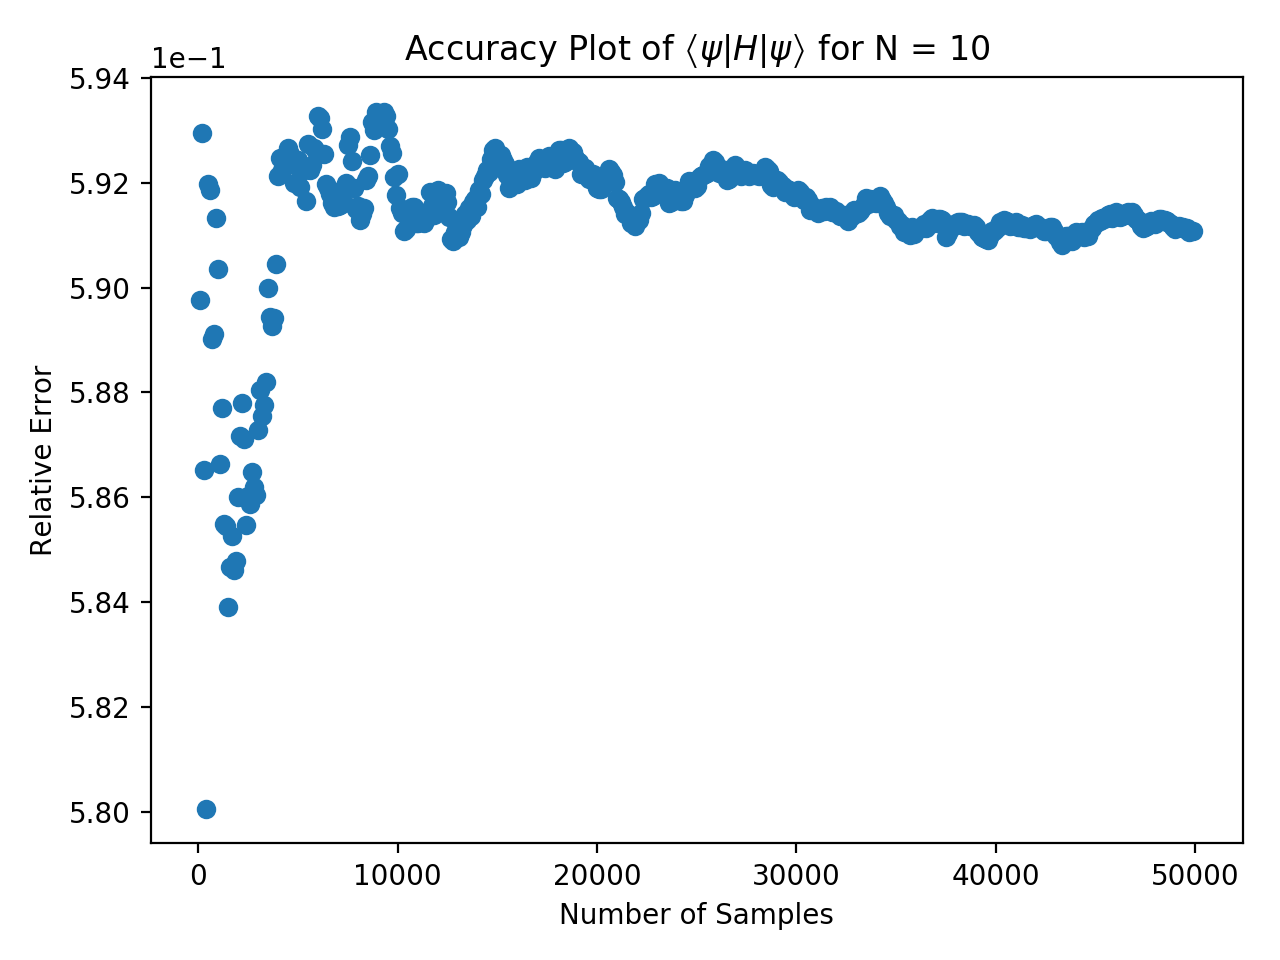 Accuracy Plot of ⟨ψ|H|ψ⟩ for N = 10
1e−1
5.94
5.92
5.90
5.88
5.86
5.84
5.82
5.80
Relative Error
0 10000 20000 30000 40000 50000
Number of Samples